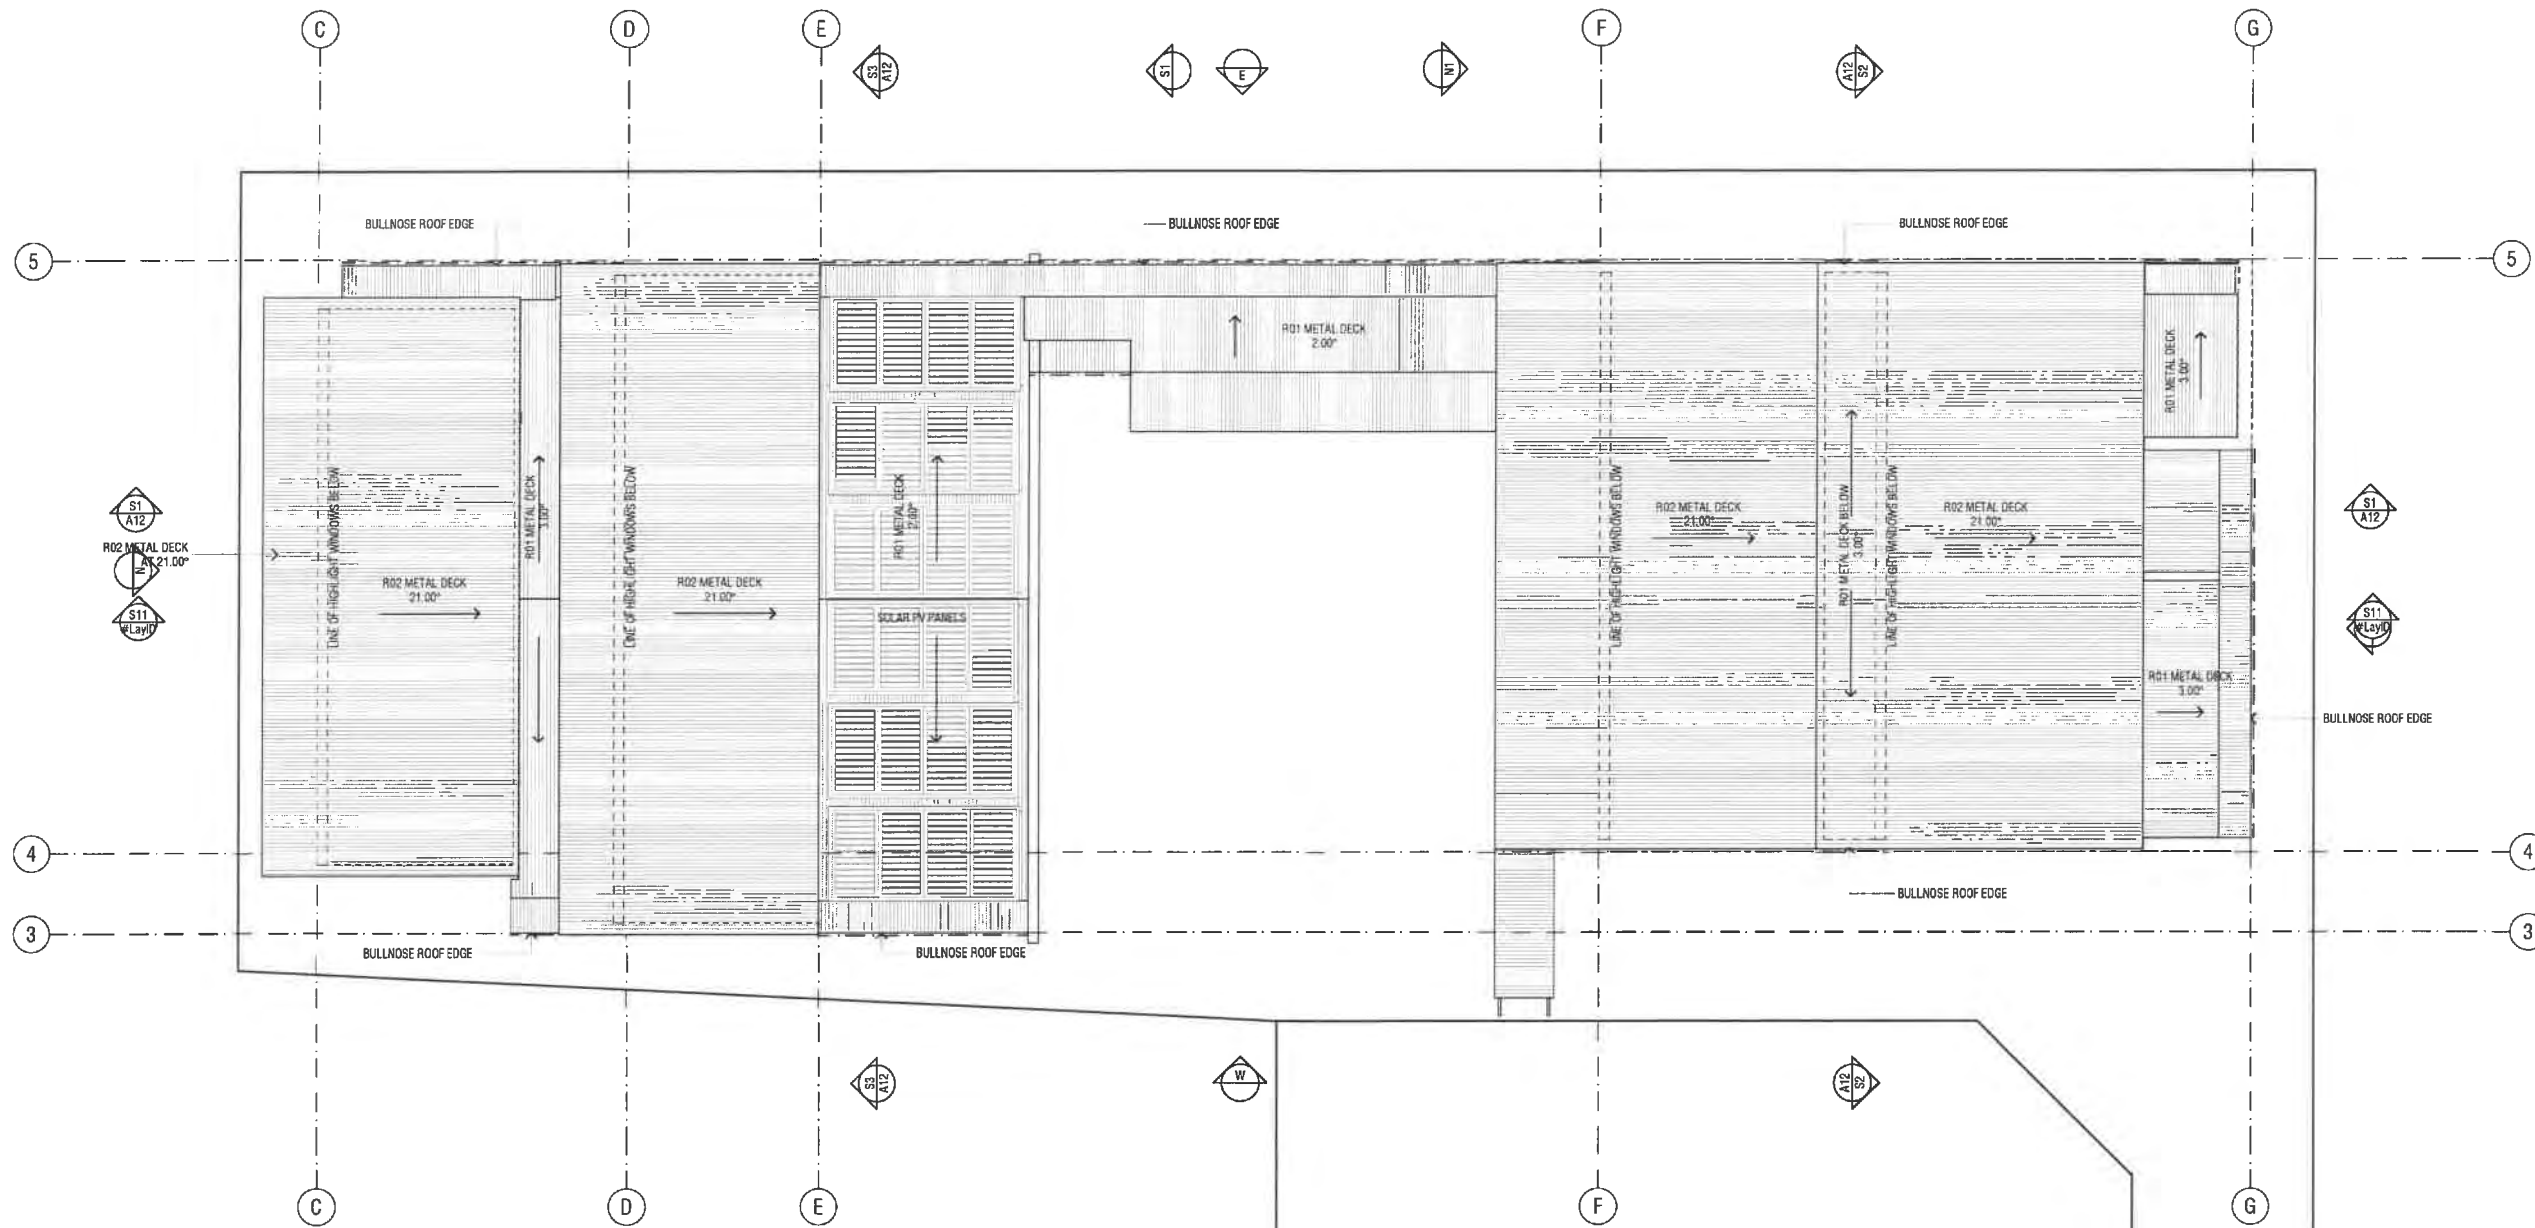 C
D
E
F
G
S3
A12
S1
E
N1
A12
S2
BULLNOSE ROOF EDGE
BULLNOSE ROOF EDGE
BULLNOSE ROOF EDGE
5
5
R01 METAL DECK
2.00°
R01 METAL DECK
3.00°
LINE OF HIGHLIGHT WINDOWS BELOW
R01 METAL DECK
3.00°
LINE OF HIGHLIGHT WINDOWS BELOW
R01 METAL DECK
2.00°
LINE OF HIGHLIGHT WINDOWS BELOW
R01 METAL DECK BELOW
3.00°
LINE OF HIGHLIGHT WINDOWS BELOW
R02 METAL DECK
21.00°
R02 METAL DECK
21.00°
S1
A12
S1
A12
R02 METAL DECK
AT 21.00°
N
R02 METAL DECK
21.00°
R02 METAL DECK
21.00°
SOLAR PV PANELS
S11
#LayID
S11
#LayID
R01 METAL DECK
3.00°
BULLNOSE ROOF EDGE
4
4
BULLNOSE ROOF EDGE
3
3
BULLNOSE ROOF EDGE
BULLNOSE ROOF EDGE
S3
A12
W
A12
S2
C
D
E
F
G